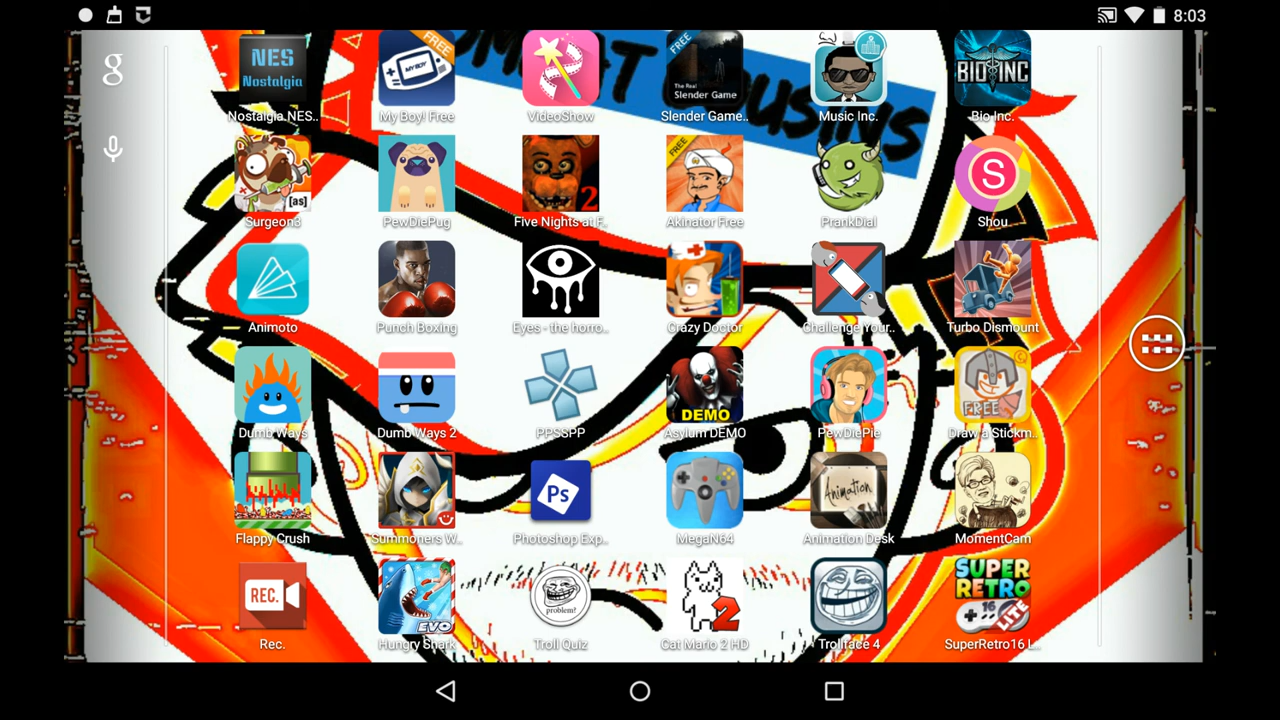 8:03
g
COMBAT COUSINS
NES
Nostalgia
FREE
MY BOY!
FREE
The Real
Slender Game
BIO INC
Nostalgia NES..
My Boy! Free
VideoShow
Slender Game..
Music Inc.
Bio Inc.
[as]
2
FREE
S
Surgeon3
PewDiePug
Five Nights at F..
Akinator Free
PrankDial
Shou
Animoto
Punch Boxing
Eyes - the horro..
Crazy Doctor
Challenge Your..
Turbo Dismount
DEMO
FREE
Dumb Ways
Dumb Ways 2
PPSSPP
Asylum DEMO
PewDiePie
Draw a Stickm..
Ps
Animation
Flappy Crush
Summoners W..
Photoshop Exp..
MegaN64
Animation Desk
MomentCam
REC.
EVO
problem?
2
SUPER
RETRO
16
LITE
Rec.
Hungry Shark
Troll Quiz
Cat Mario 2 HD
Trollface 4
SuperRetro16 L..